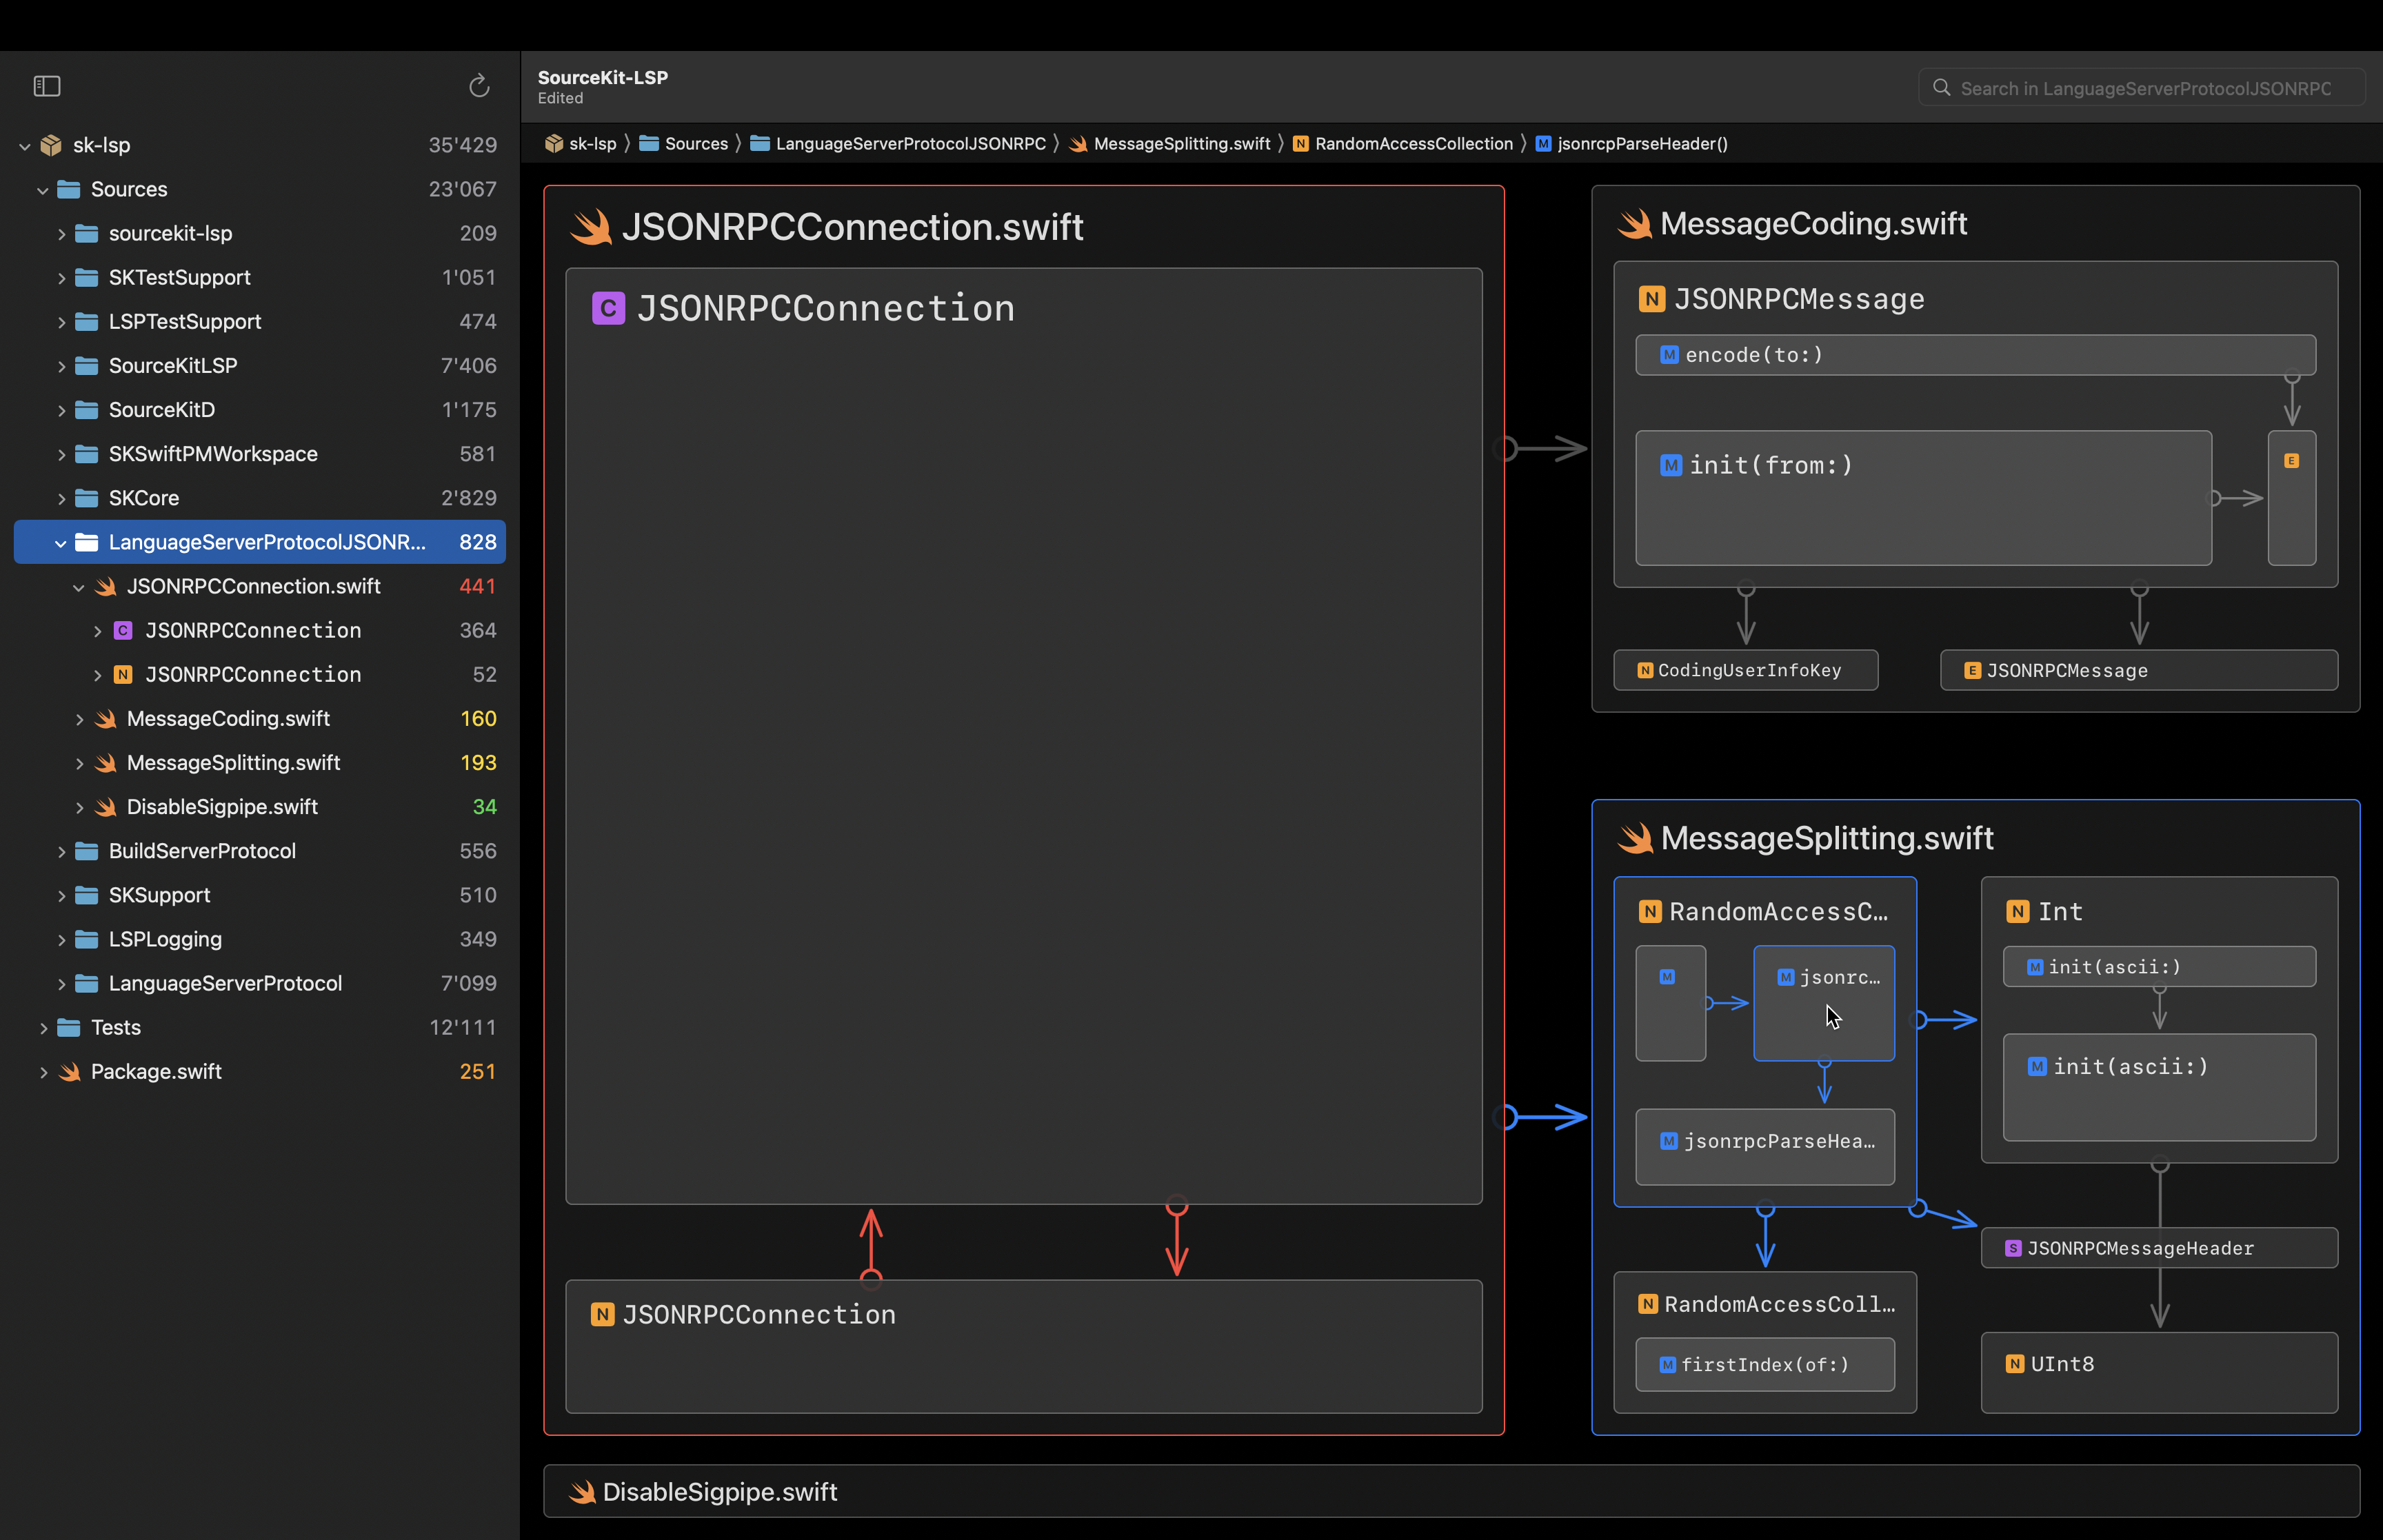 SourceKit-LSP
Edited
Search in LanguageServerProtocolJSONRPC
sk-lsp 35'429
Sources 23'067
sourcekit-lsp 209
SKTestSupport 1'051
LSPTestSupport 474
SourceKitLSP 7'406
SourceKitD 1'175
SKSwiftPMWorkspace 581
SKCore 2'829
LanguageServerProtocolJSONR... 828
JSONRPCConnection.swift 441
C JSONRPCConnection 364
N JSONRPCConnection 52
MessageCoding.swift 160
MessageSplitting.swift 193
DisableSigpipe.swift 34
BuildServerProtocol 556
SKSupport 510
LSPLogging 349
LanguageServerProtocol 7'099
Tests 12'111
Package.swift 251
sk-lsp 〉 Sources 〉 LanguageServerProtocolJSONRPC 〉 MessageSplitting.swift 〉 N RandomAccessCollection 〉 M jsonrcpParseHeader()
JSONRPCConnection.swift
C JSONRPCConnection
N JSONRPCConnection
MessageCoding.swift
N JSONRPCMessage
M encode(to:)
M init(from:)
E
N CodingUserInfoKey
E JSONRPCMessage
MessageSplitting.swift
N RandomAccessC...
M
M jsonrc...
M jsonrpcParseHea...
N Int
M init(ascii:)
M init(ascii:)
S JSONRPCMessageHeader
N RandomAccessColl...
M firstIndex(of:)
N UInt8
DisableSigpipe.swift